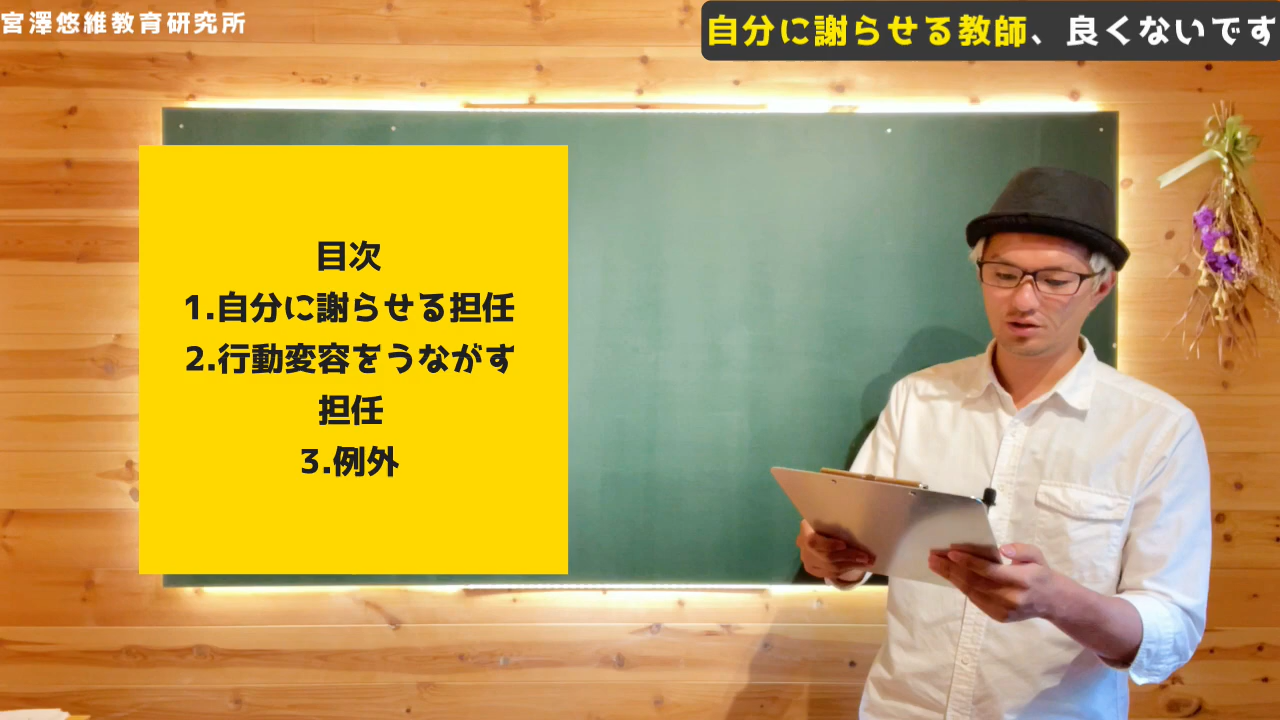 宮澤悠維教育研究所
自分に謝らせる教師、良くないです
目次
1.自分に謝らせる担任
2.行動変容をうながす
担任
3.例外